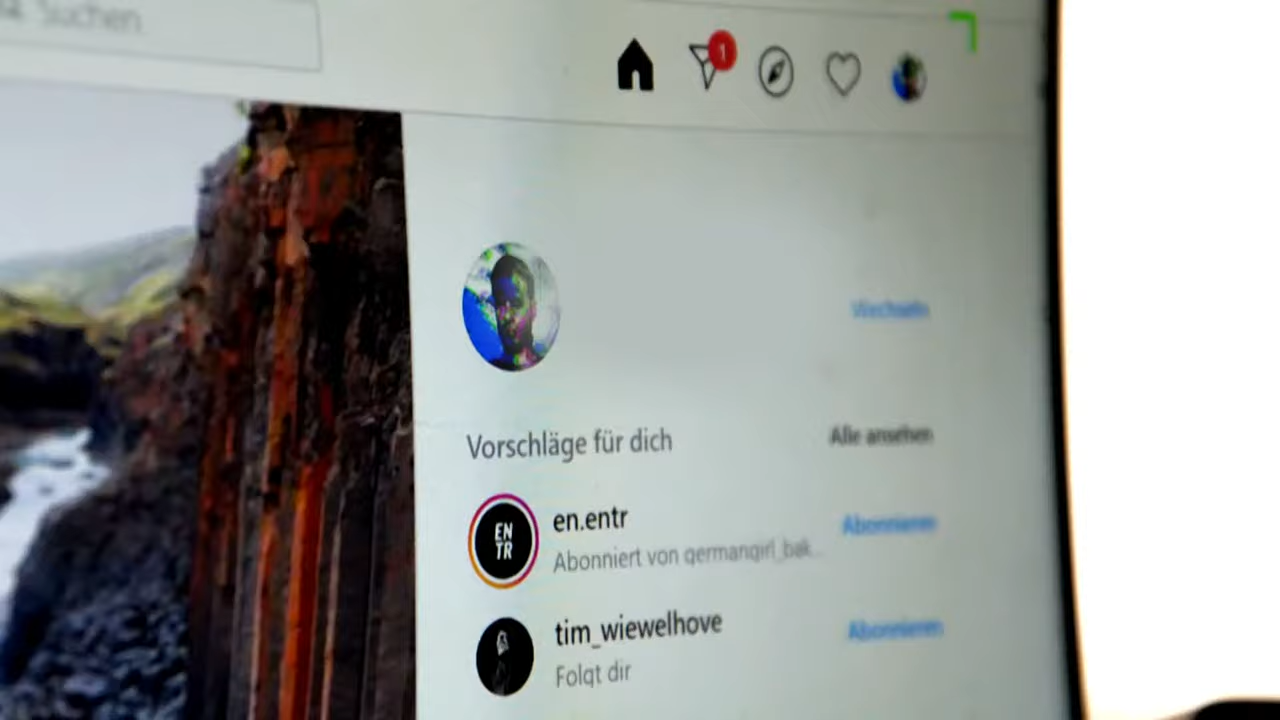 Suchen
1
Wechseln
Vorschläge für dich
Alle ansehen
EN
TR
en.entr
Abonniert von germangirl_bak...
Abonnieren
tim_wiewelhove
Folgt dir
Abonnieren